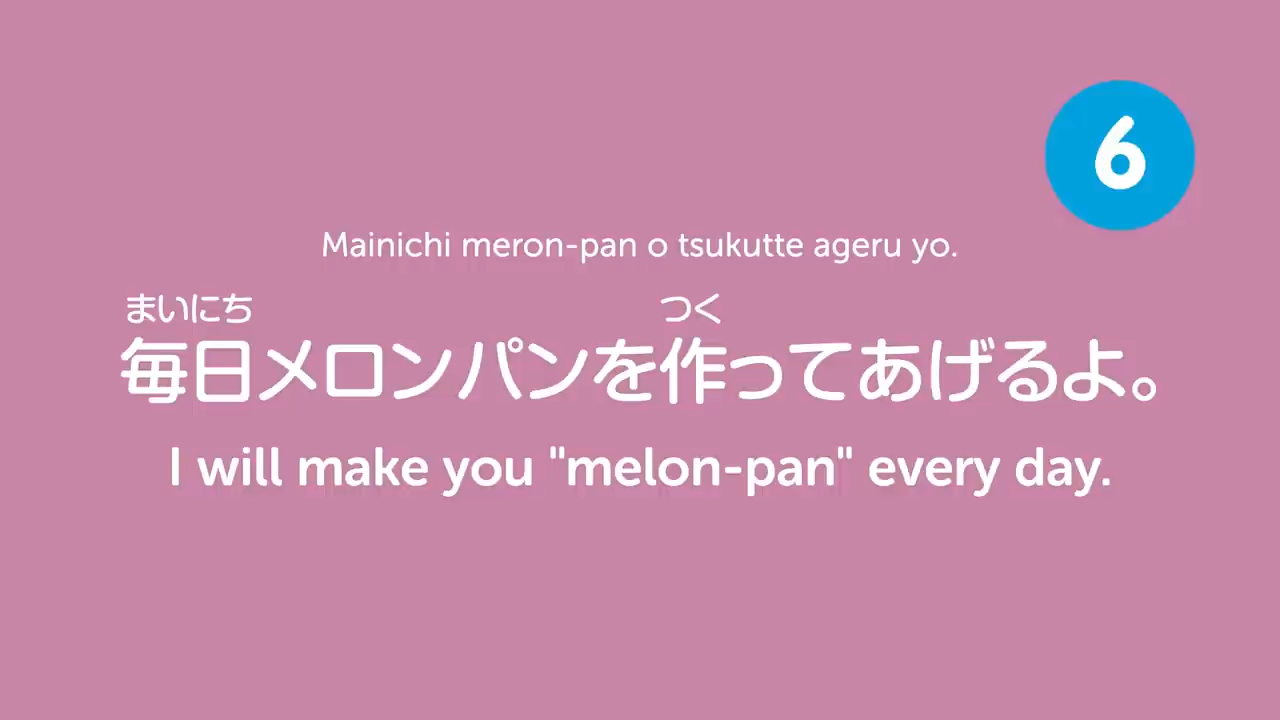 6
Mainichi meron-pan o tsukutte ageru yo.
まいにち つく
毎日メロンパンを作ってあげるよ。
I will make you "melon-pan" every day.